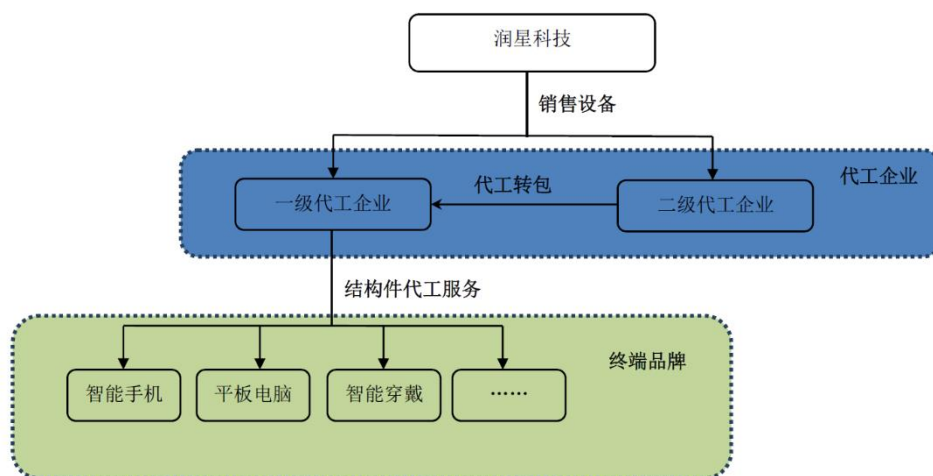 润星科技
销售设备
代工企业
代工转包
一级代工企业
二级代工企业
结构件代工服务
终端品牌
智能手机
平板电脑
智能穿戴
……